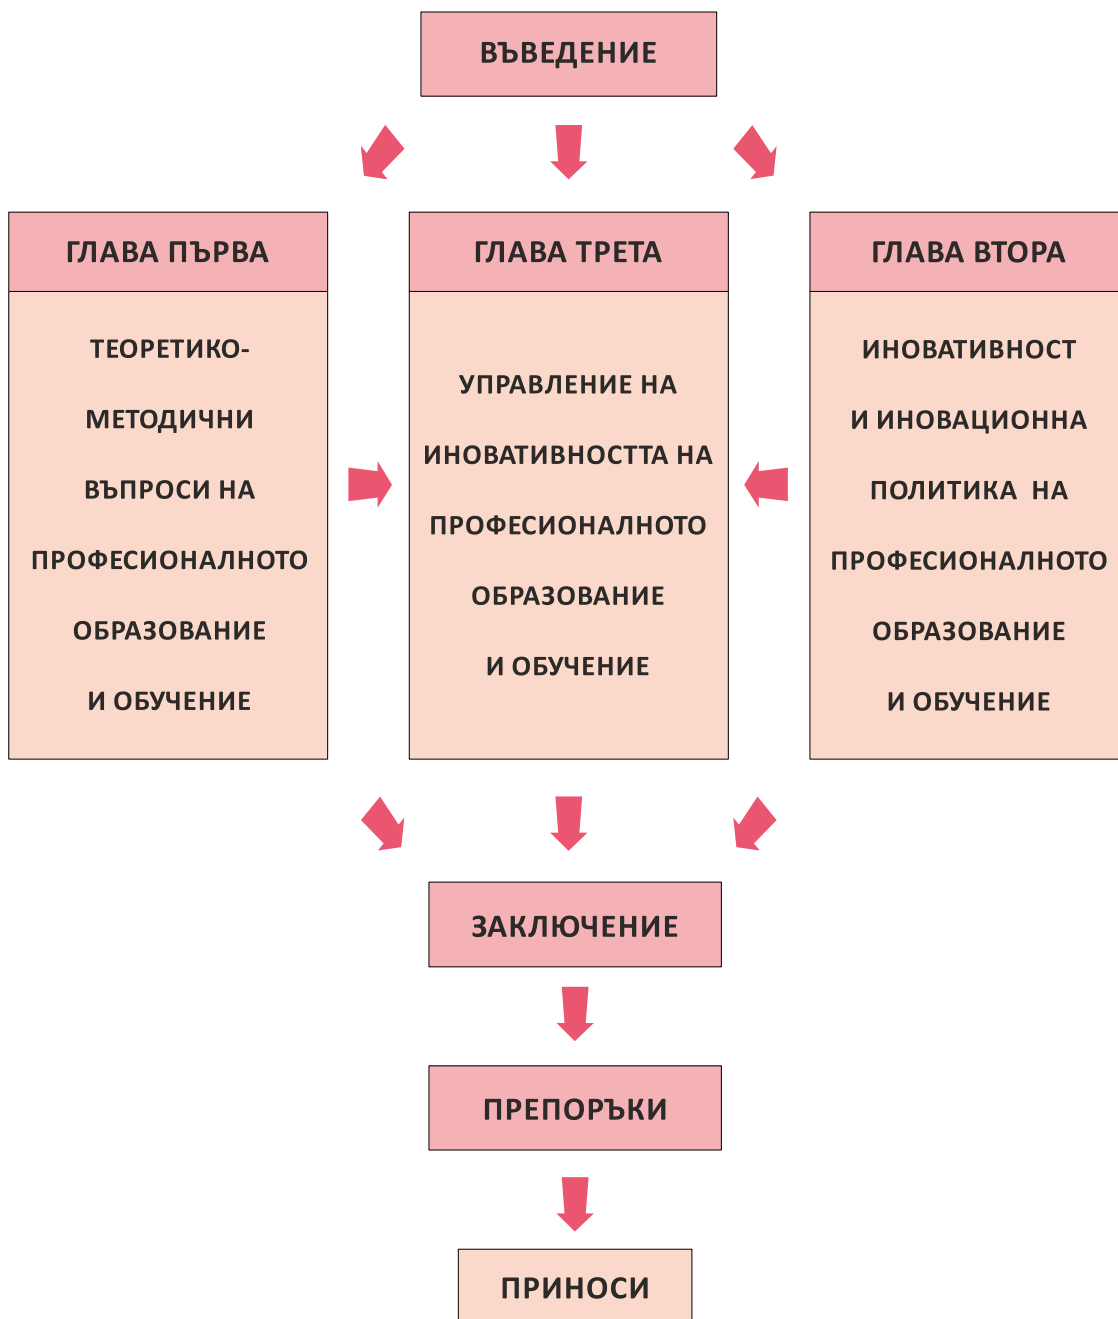 ВЪВЕДЕНИЕ
ГЛАВА ПЪРВА
ТЕОРЕТИКО-
МЕТОДИЧНИ
ВЪПРОСИ НА
ПРОФЕСИОНАЛНОТО
ОБРАЗОВАНИЕ
И ОБУЧЕНИЕ
ГЛАВА ТРЕТА
УПРАВЛЕНИЕ НА
ИНОВАТИВНОСТТА НА
ПРОФЕСИОНАЛНОТО
ОБРАЗОВАНИЕ
И ОБУЧЕНИЕ
ГЛАВА ВТОРА
ИНОВАТИВНОСТ
И ИНОВАЦИОННА
ПОЛИТИКА НА
ПРОФЕСИОНАЛНОТО
ОБРАЗОВАНИЕ
И ОБУЧЕНИЕ
ЗАКЛЮЧЕНИЕ
ПРЕПОРЪКИ
ПРИНОСИ